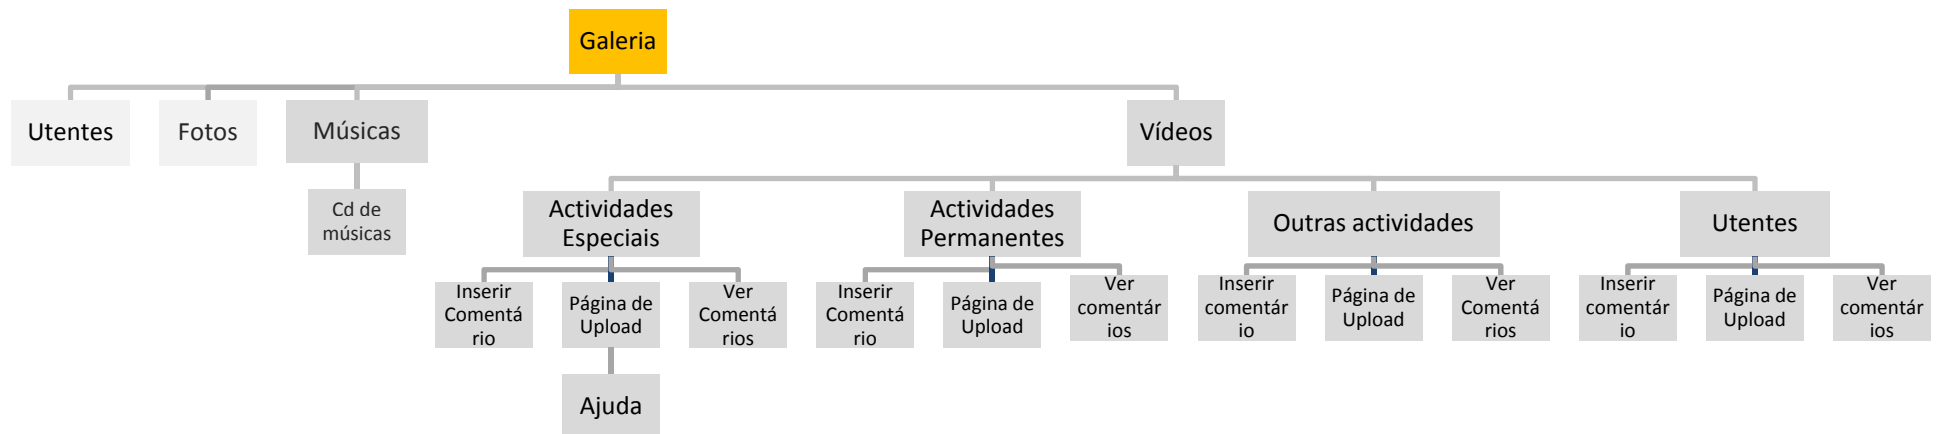 Galeria
Utentes
Fotos
Músicas
Vídeos
Cd de
músicas
Actividades
Especiais
Actividades
Permanentes
Outras actividades
Utentes
Inserir
Comentá
rio
Página de
Upload
Ver
Comentá
rios
Inserir
Comentá
rio
Página de
Upload
Ver
comentár
ios
Inserir
comentár
io
Página de
Upload
Ver
Comentá
rios
Inserir
comentár
io
Página de
Upload
Ver
comentár
ios
Ajuda